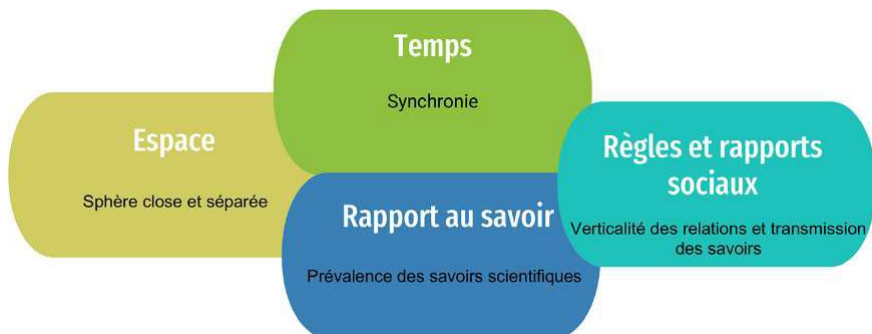 Temps
Synchronie
Espace
Sphère close et séparée
Règles et rapports
sociaux
Verticalité des relations et transmission
des savoirs
Rapport au savoir
Prévalence des savoirs scientifiques